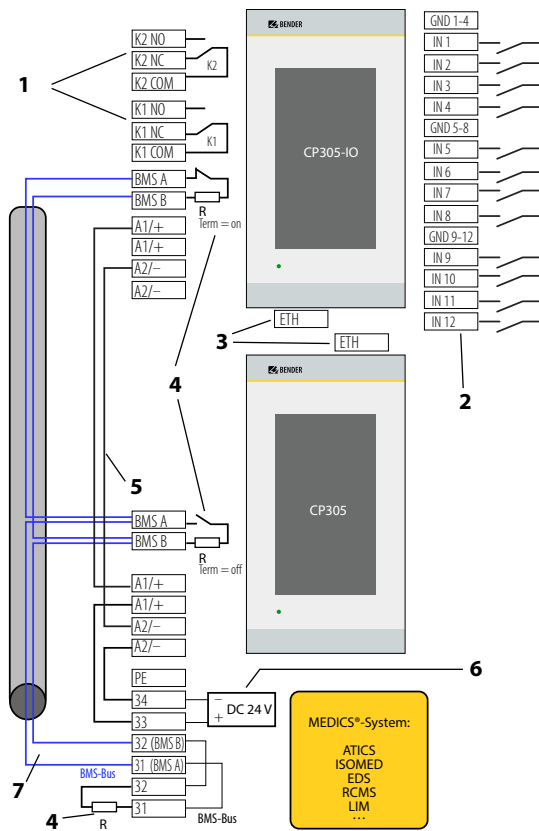 K2 NO
K2 NC
K2
K2 COM
1
K1 NO
K1 NC
K1
K1 COM
BMS A
BMS B
R
Term = on
A1/+
A1/+
A2/−
A2/−
BENDER
CP305-IO
GND 1-4
IN 1
IN 2
IN 3
IN 4
GND 5-8
IN 5
IN 6
IN 7
IN 8
GND 9-12
IN 9
IN 10
IN 11
IN 12
2
ETH
3
ETH
4
5
BENDER
CP305
BMS A
BMS B
R
Term = off
A1/+
A1/+
A2/−
A2/−
PE
34
33
−
+
DC 24 V
6
32 (BMS B)
31 (BMS A)
32
31
BMS-Bus
BMS-Bus
7
4
R
MEDICS®-System:
ATICS
ISOMED
EDS
RCMS
LIM
...